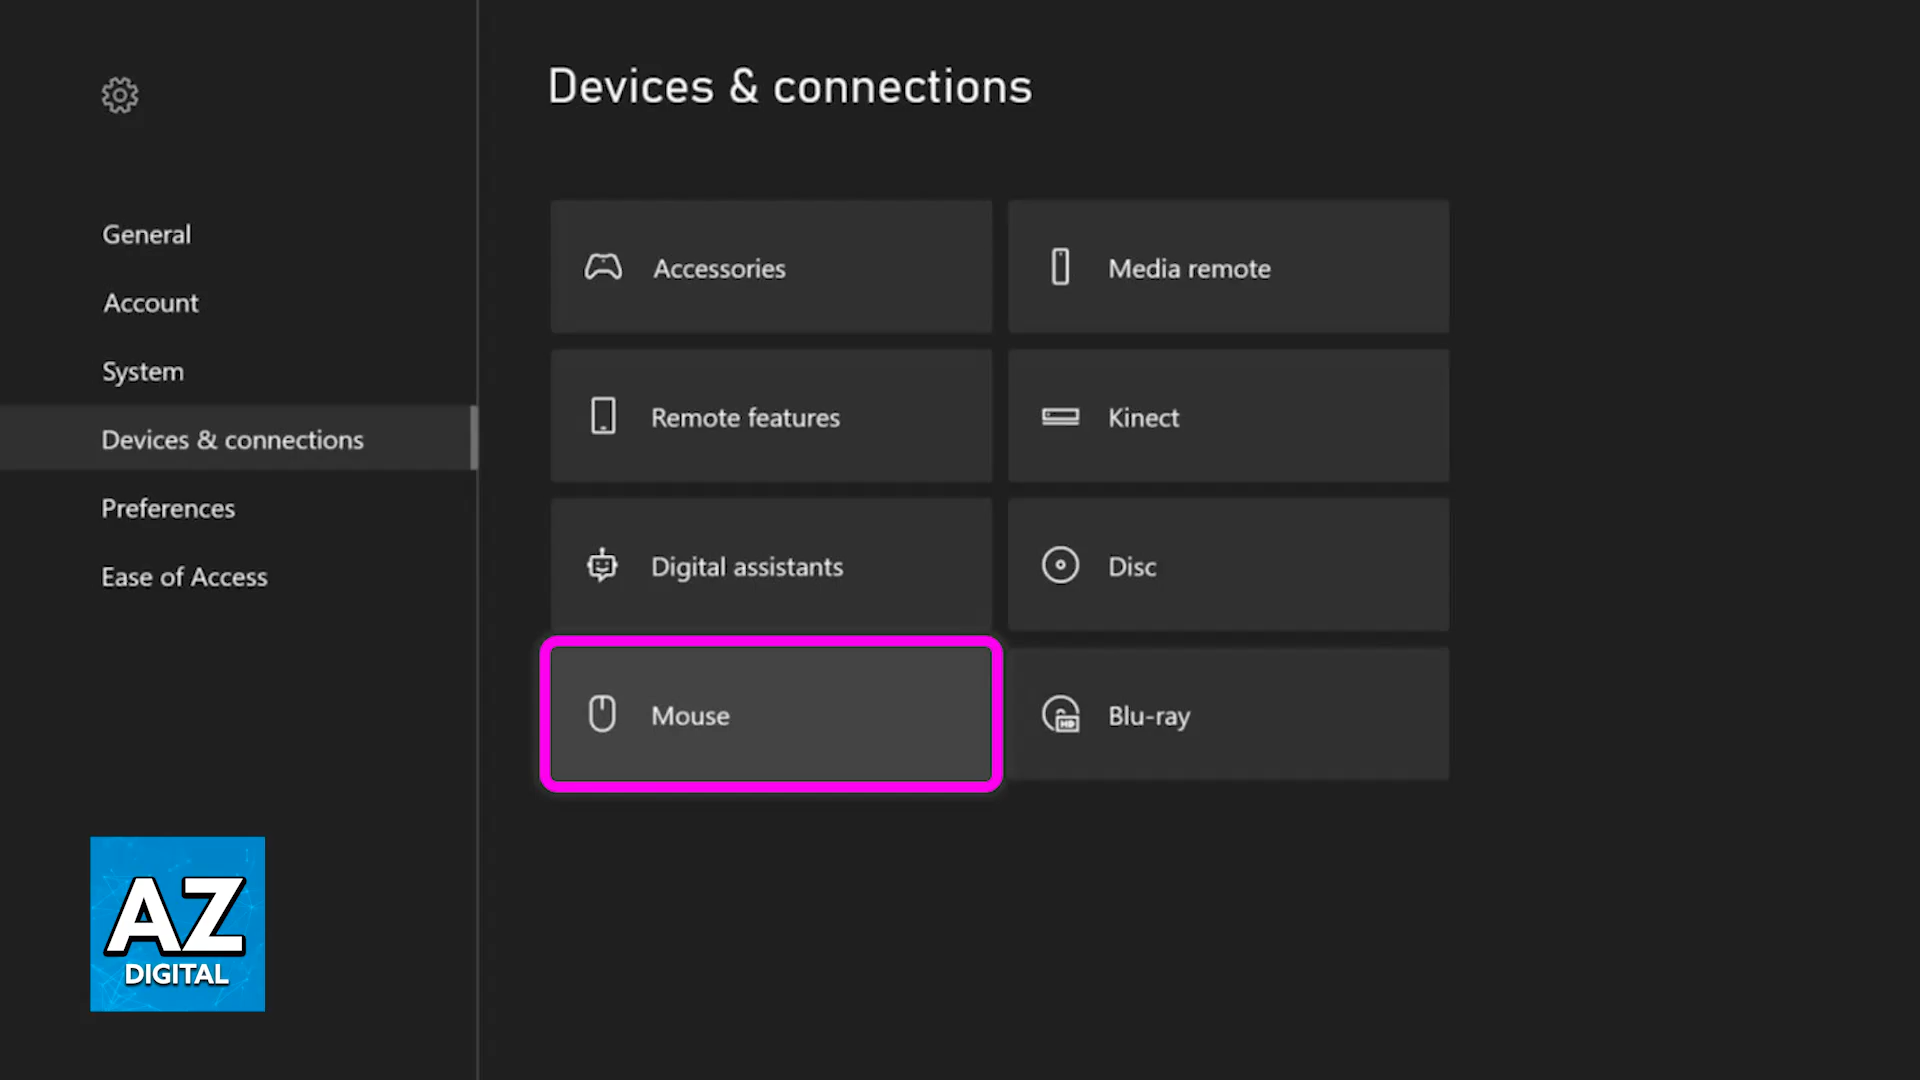 Devices & connections
General
Account
System
Devices & connections
Preferences
Ease of Access
Accessories
Media remote
Remote features
Kinect
Digital assistants
Disc
Mouse
HD
Blu-ray
AZ
DIGITAL